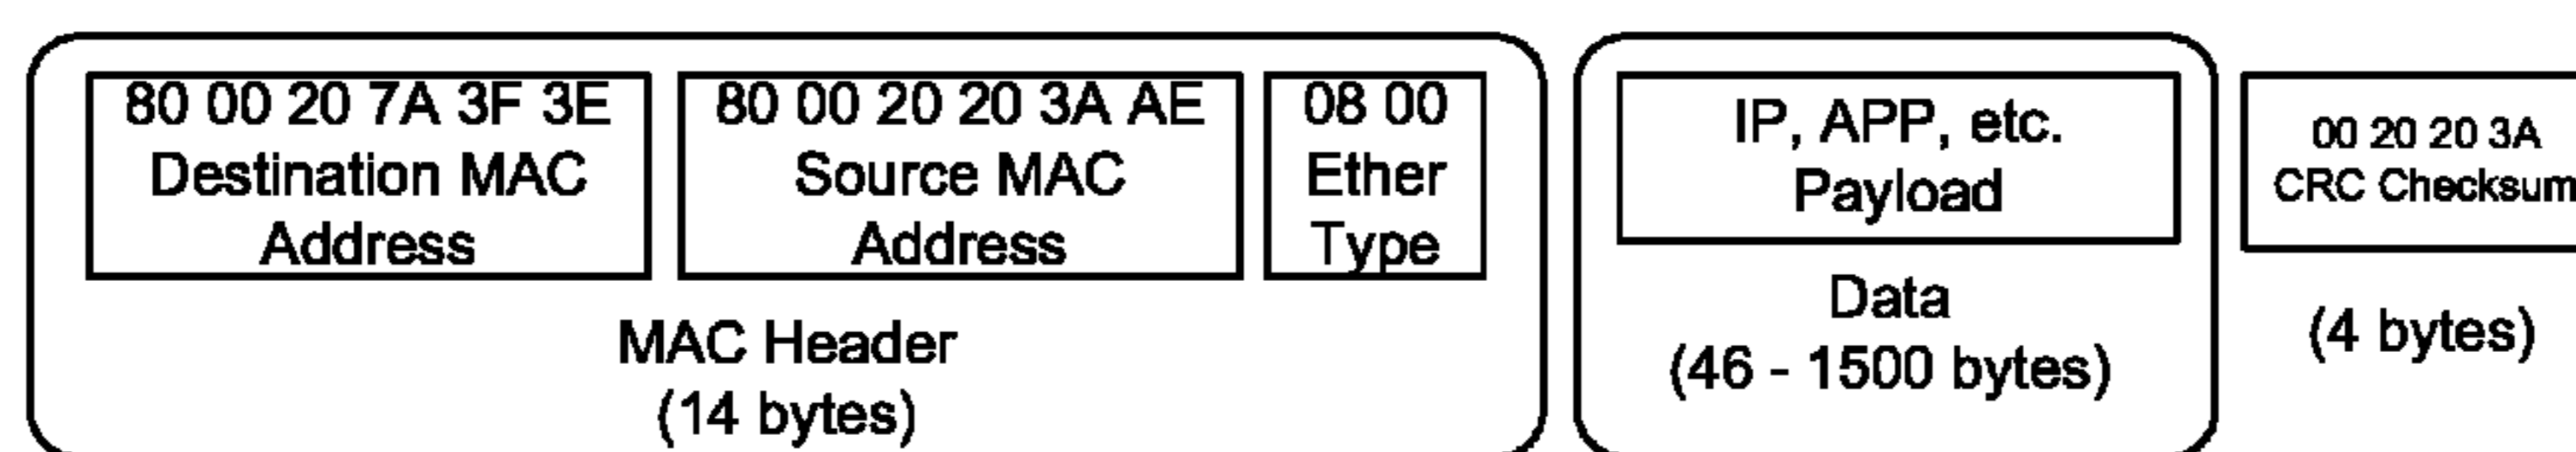 80 00 20 7A 3F 3E
Destination MAC
Address
80 00 20 20 3A AE
Source MAC
Address
08 00
Ether
Type
MAC Header
(14 bytes)
IP, APP, etc.
Payload
Data
(46 - 1500 bytes)
00 20 20 3A
CRC Checksum
(4 bytes)